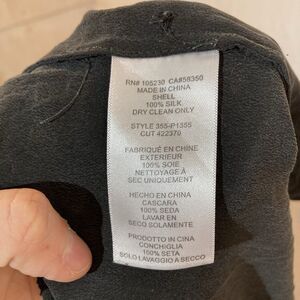 RN# 105230 CA#58350
MADE IN CHINA
SHELL
100% SILK
DRY CLEAN ONLY
STYLE 355-P1355
CUT 422370
FABRIQUÉ EN CHINE
EXTERIEUR
100% SOIE
NETTOYAGE À
SEC UNIQUEMENT
HECHO EN CHINA
CASCARA
100% SEDA
LAVAR EN
SECO SOLAMENTE
PRODOTTO IN CINA
CONCHIGLIA
100% SETA
SOLO LAVAGGIO A SECCO